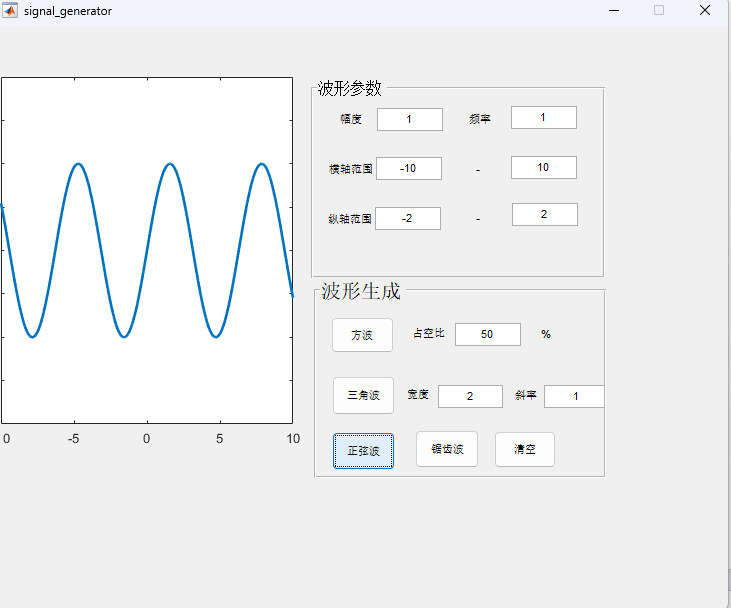 signal_generator
波形参数
幅度 1 频率 1
横轴范围 -10 - 10
纵轴范围 -2 - 2
0 -5 0 5 10
波形生成
方波 占空比 50 %
三角波 宽度 2 斜率 1
正弦波 锯齿波 清空